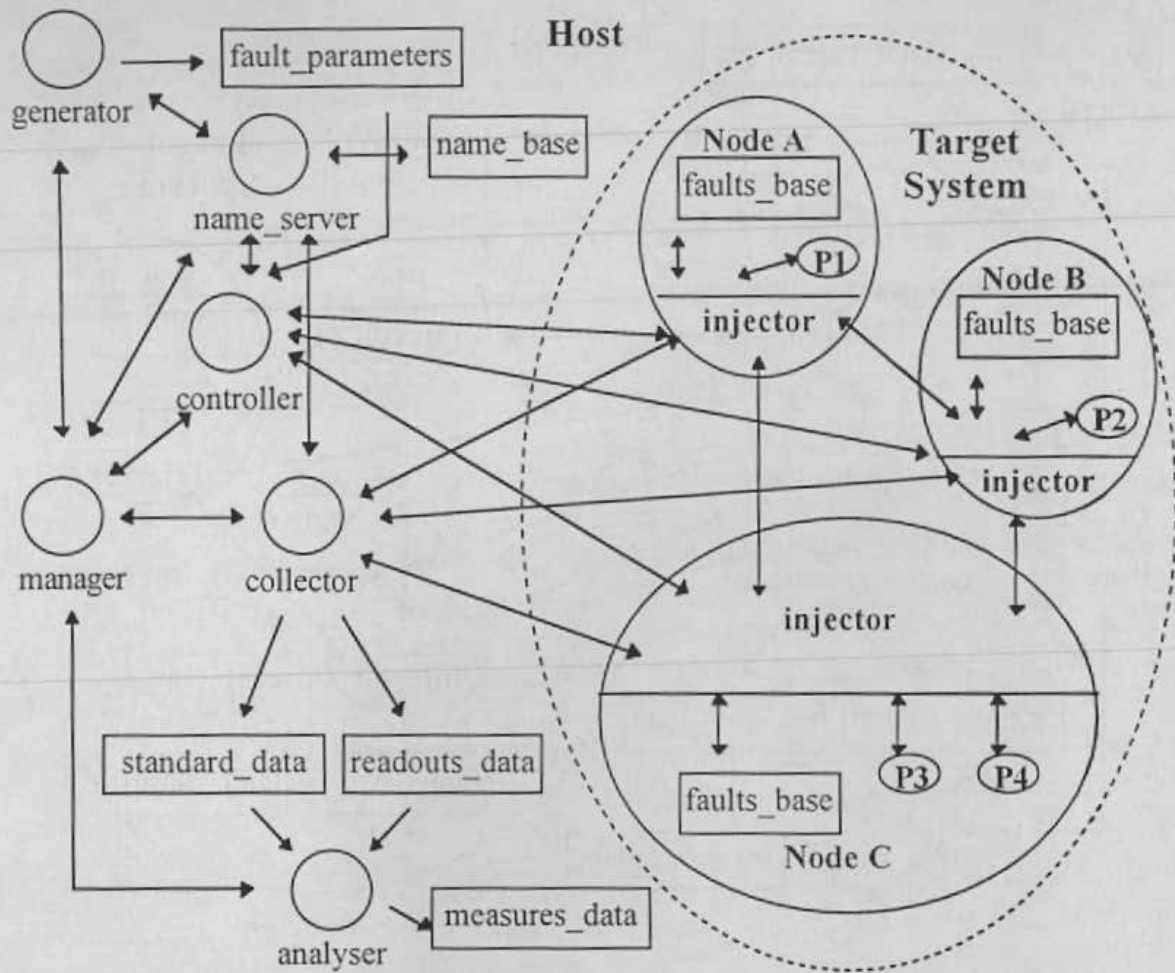 Host
fault_parameters
generator
name_base
name_server
controller
manager
collector
standard_data
readouts_data
measures_data
analyser
Target
System
Node A
faults_base
P1
injector
Node B
faults_base
P2
injector
injector
faults_base
P3
P4
Node C